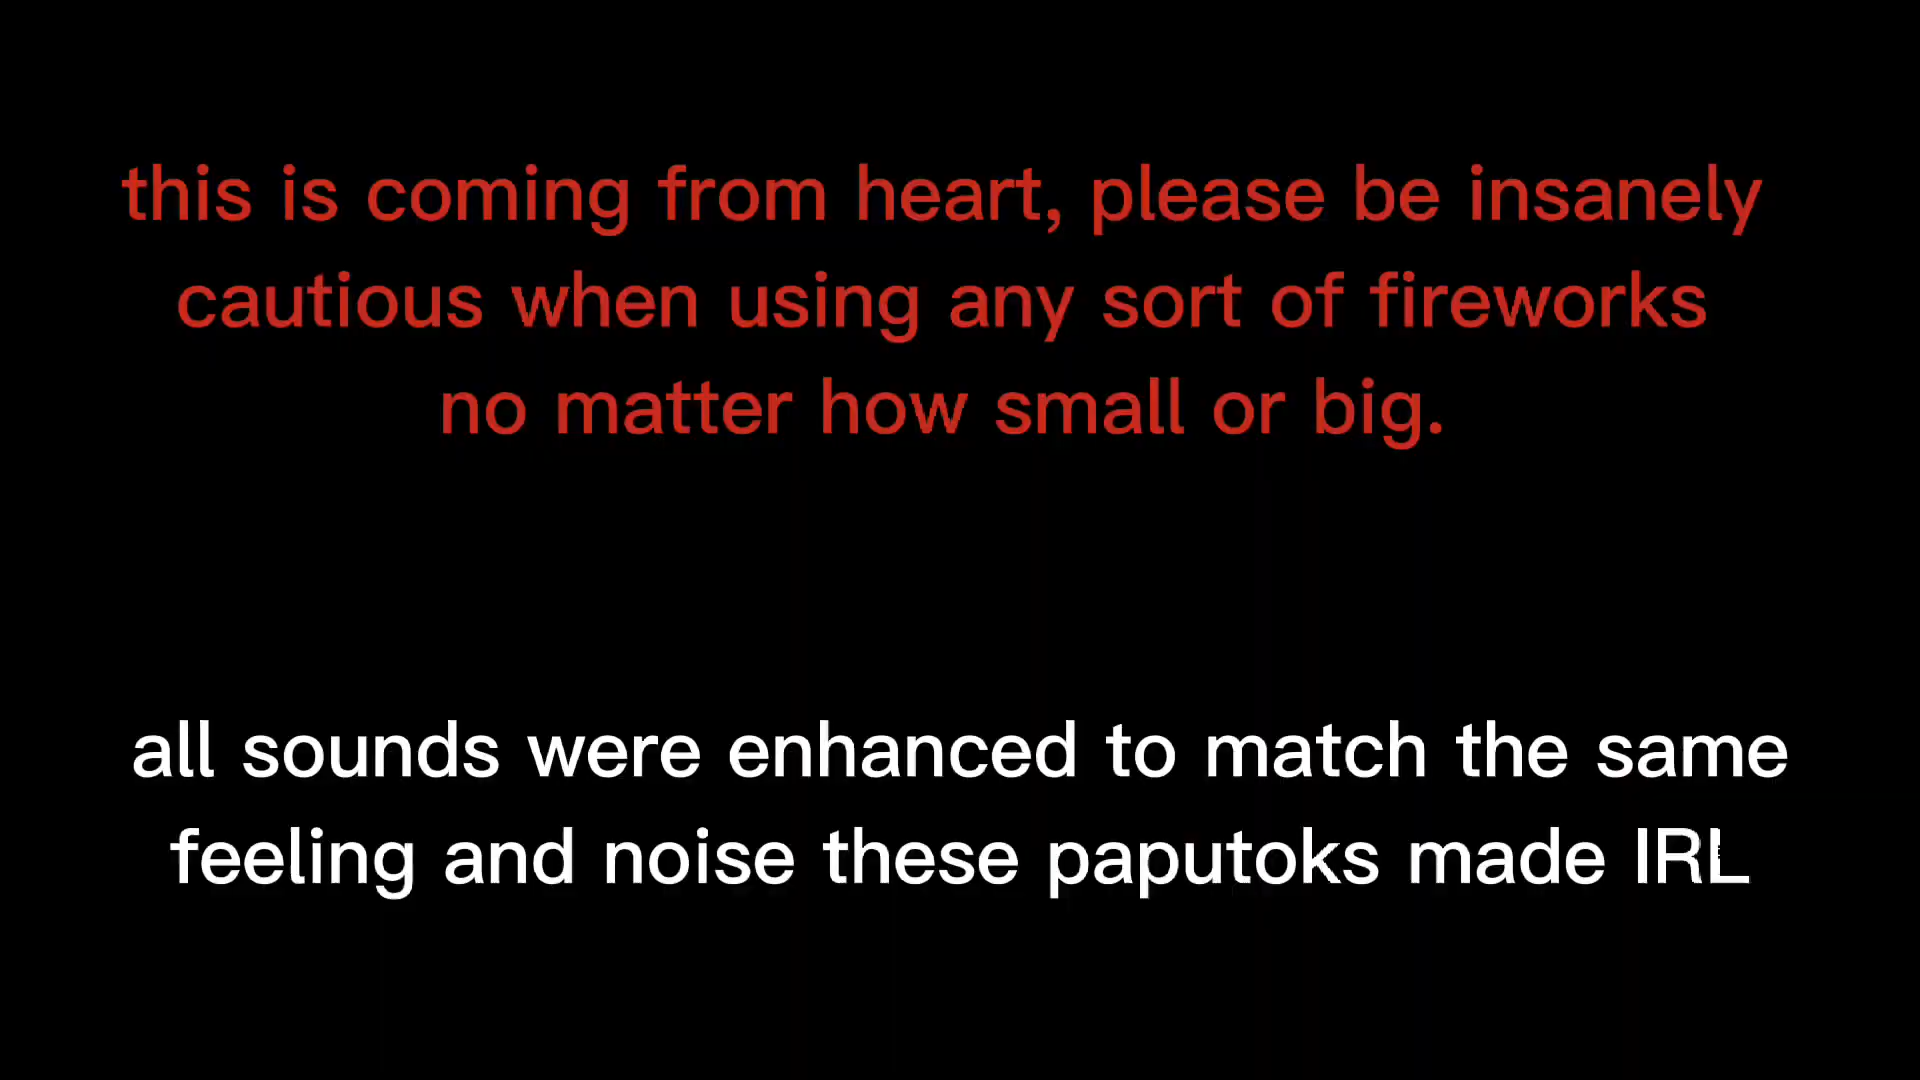 this is coming from heart, please be insanely
cautious when using any sort of fireworks
no matter how small or big.
all sounds were enhanced to match the same
feeling and noise these paputoks made IRL